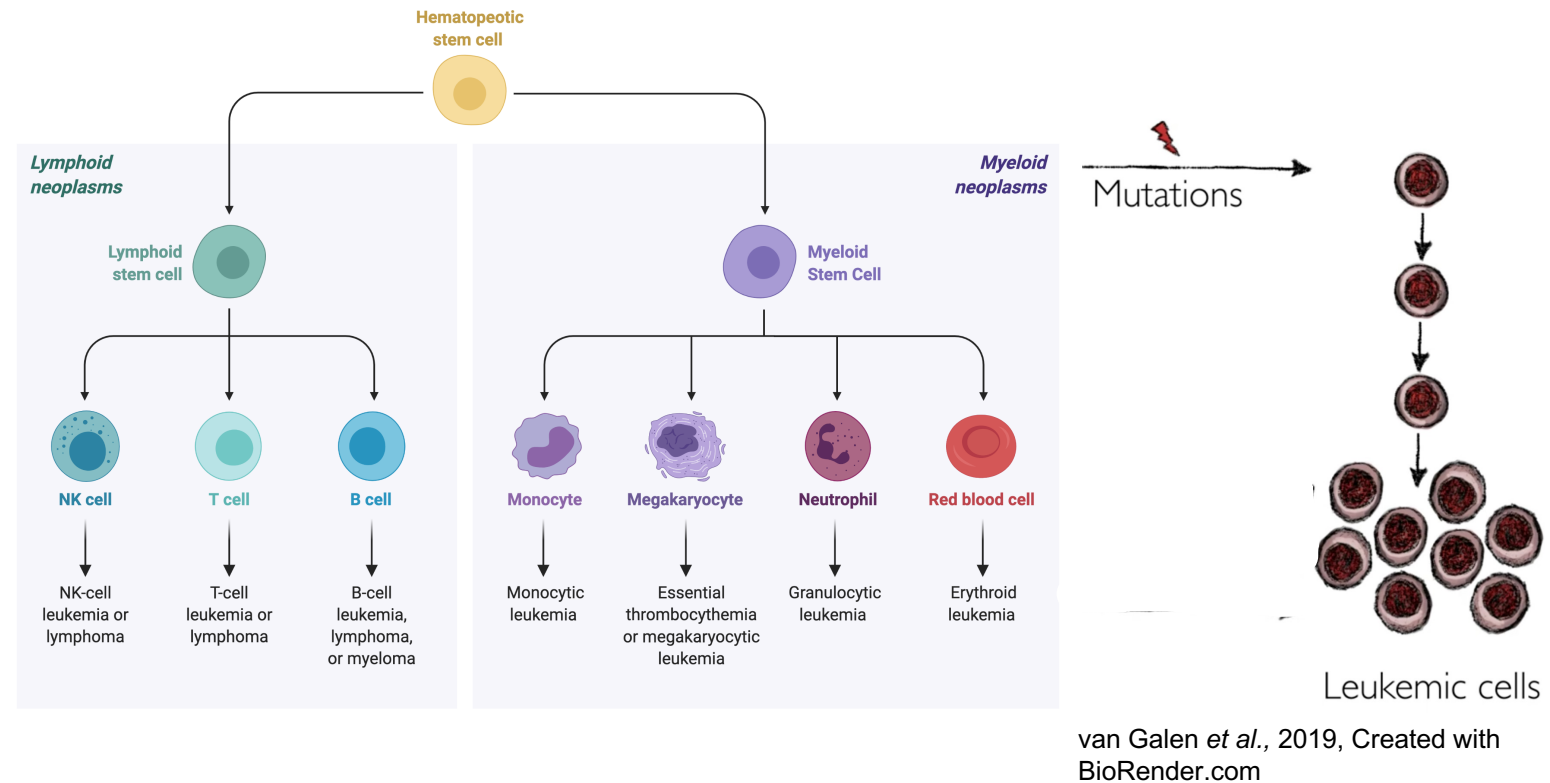 Hematopeotic
stem cell
Lymphoid
neoplasms
Myeloid
neoplasms
Lymphoid
stem cell
Myeloid
Stem Cell
NK cell
T cell
B cell
Monocyte
Megakaryocyte
Neutrophil
Red blood cell
NK-cell
leukemia or
lymphoma
T-cell
leukemia or
lymphoma
B-cell
leukemia,
lymphoma,
or myeloma
Monocytic
leukemia
Essential
thrombocythemia
or megakaryocytic
leukemia
Granulocytic
leukemia
Erythroid
leukemia
Mutations
Leukemic cells
van Galen et al., 2019, Created with
BioRender.com